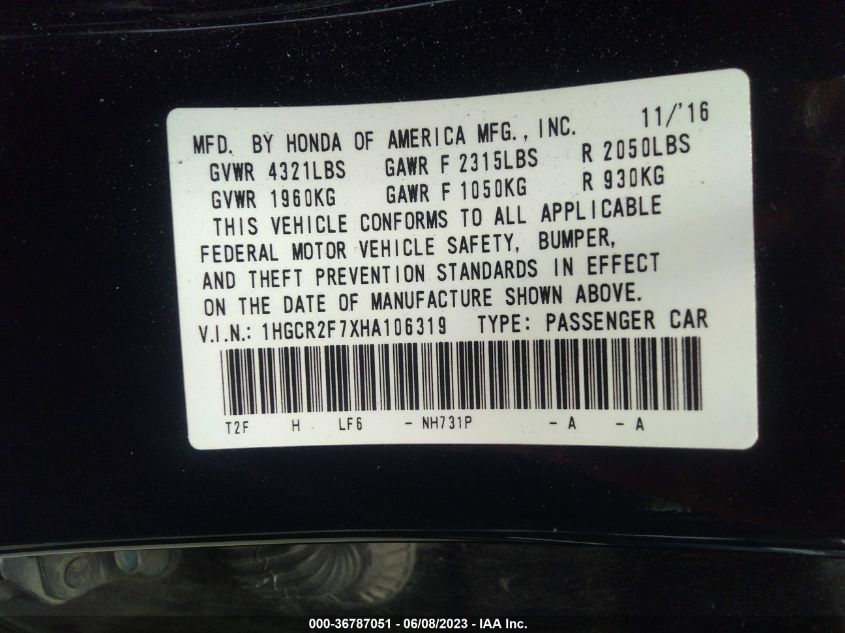 MFD. BY HONDA OF AMERICA MFG., INC. 11/'16
GVWR 4321LBS GAWR F 2315LBS R 2050LBS
GVWR 1960KG GAWR F 1050KG R 930KG
THIS VEHICLE CONFORMS TO ALL APPLICABLE
FEDERAL MOTOR VEHICLE SAFETY, BUMPER,
AND THEFT PREVENTION STANDARDS IN EFFECT
ON THE DATE OF MANUFACTURE SHOWN ABOVE.
V.I.N.: 1HGCR2F7XHA106319 TYPE: PASSENGER CAR
T2F H LF6 - NH731P - A - A
000-36787051 - 06/08/2023 - IAA Inc.